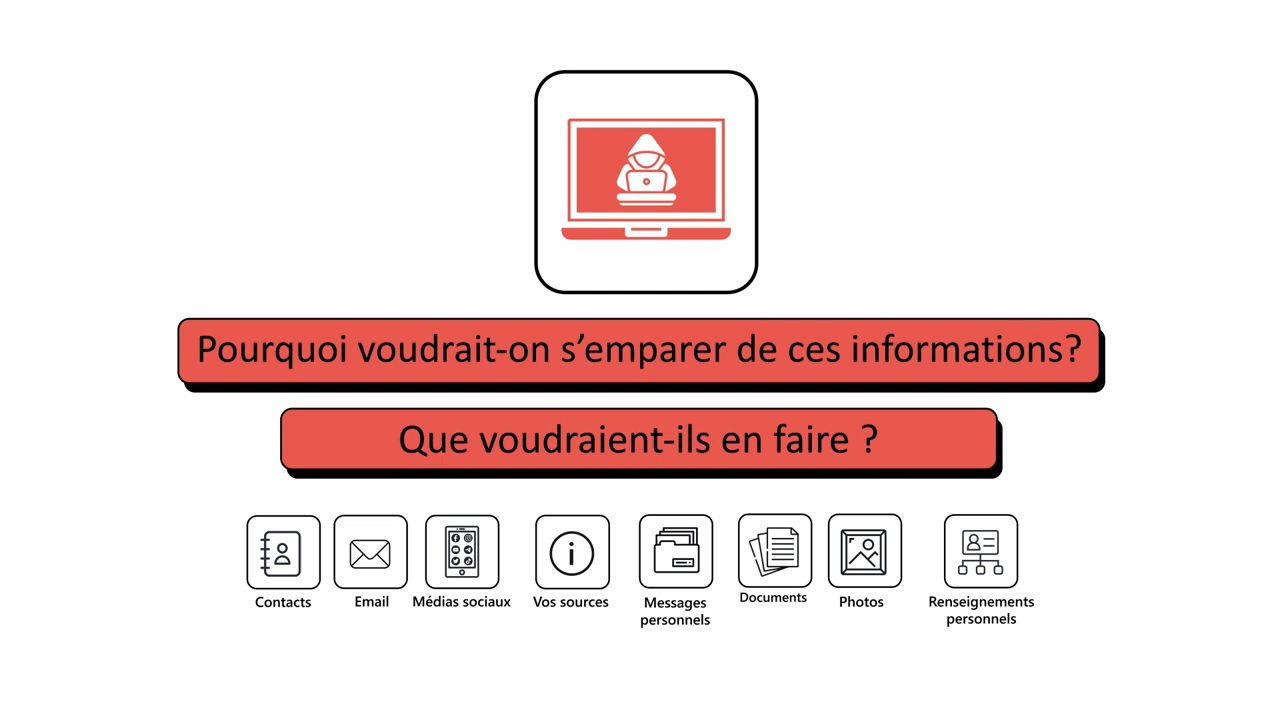 Pourquoi voudrait-on s’emparer de ces informations?
Que voudraient-ils en faire ?
Contacts
Email
Médias sociaux
Vos sources
Messages
personnels
Documents
Photos
Renseignements
personnels